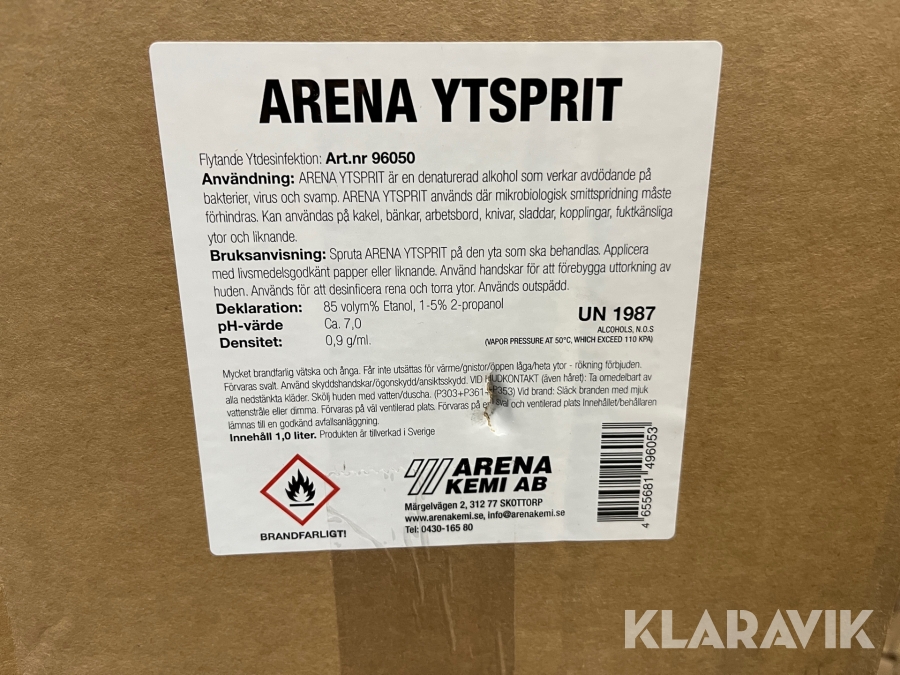 ARENA YTSPRIT
Flytande Ytdesinfektion: Art.nr 96050
Användning: ARENA YTSPRIT är en denaturerad alkohol som verkar avdödande på
bakterier, virus och svamp. ARENA YTSPRIT används där mikrobiologisk smittspridning måste
förhindras. Kan användas på kakel, bänkar, arbetsbord, knivar, sladdar, kopplingar, fuktkänsliga
ytor och liknande.
Bruksanvisning: Spruta ARENA YTSPRIT på den yta som ska behandlas. Applicera
med livsmedelsgodkänt papper eller liknande. Använd handskar för att förebygga uttorkning av
huden. Används för att desinficera rena och torra ytor. Används outspädd.
Deklaration: 85 volym% Etanol, 1-5% 2-propanol
pH-värde Ca. 7,0
Densitet: 0,9 g/ml.
UN 1987
ALCOHOLS, N.O.S
(VAPOR PRESSURE AT 50°C, WHICH EXCEED 110 KPA)
Mycket brandfarlig vätska och ånga. Får inte utsättas för värme/gnistor/öppen låga/heta ytor - rökning förbjuden.
Förvaras svalt. Använd skyddshandskar/ögonskydd/ansiktsskydd. VID HUDKONTAKT (även håret): Ta omedelbart av
alla nedstänkta kläder. Skölj huden med vatten/duscha. (P303+P361+P353) Vid brand: Släck branden med mjuk
vattenstråle eller dimma. Förvaras på väl ventilerad plats. Förvaras på sval och ventilerad plats Innehållet/behållaren
lämnas till en godkänd avfallsanläggning.
Innehåll 1,0 liter. Produkten är tillverkad i Sverige
BRANDFARLIGT!
ARENA
KEMI AB
Märgelvägen 2, 312 77 SKOTTORP
www.arenakemi.se, info@arenakemi.se
Tel: 0430-165 80
4 655681 496053
KLARAVIK